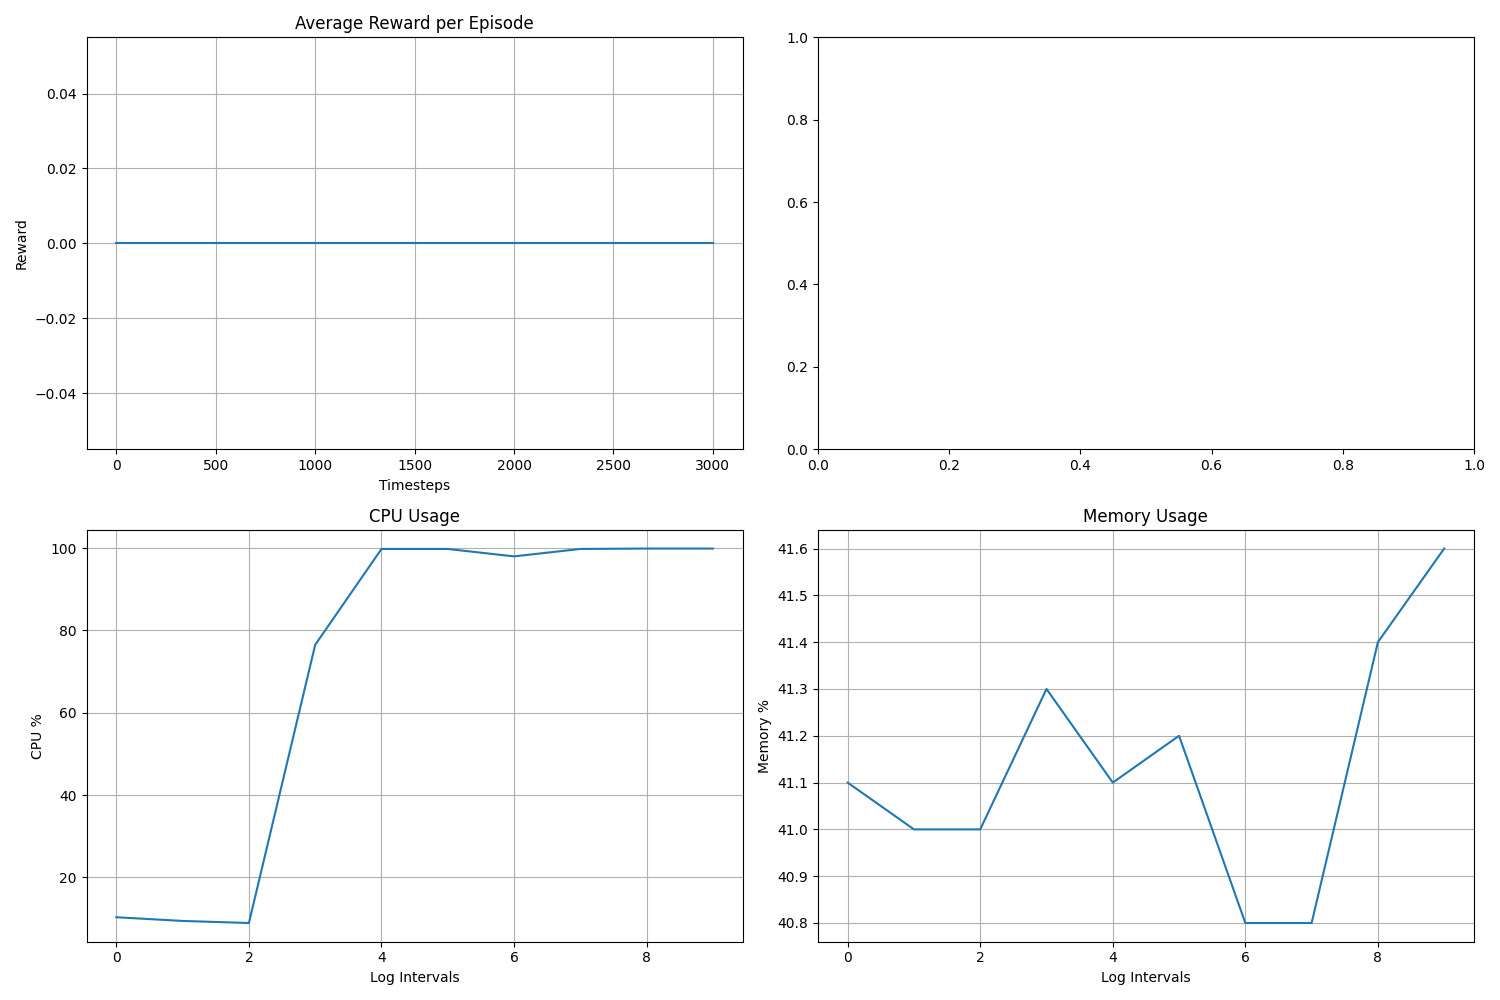 Average Reward per Episode
Reward
0.04
0.02
0.00
−0.02
−0.04
0 500 1000 1500 2000 2500 3000
Timesteps
1.0
0.8
0.6
0.4
0.2
0.0
0.0 0.2 0.4 0.6 0.8 1.0
CPU Usage
CPU %
100
80
60
40
20
0 2 4 6 8
Log Intervals
Memory Usage
Memory %
41.6
41.5
41.4
41.3
41.2
41.1
41.0
40.9
40.8
0 2 4 6 8
Log Intervals